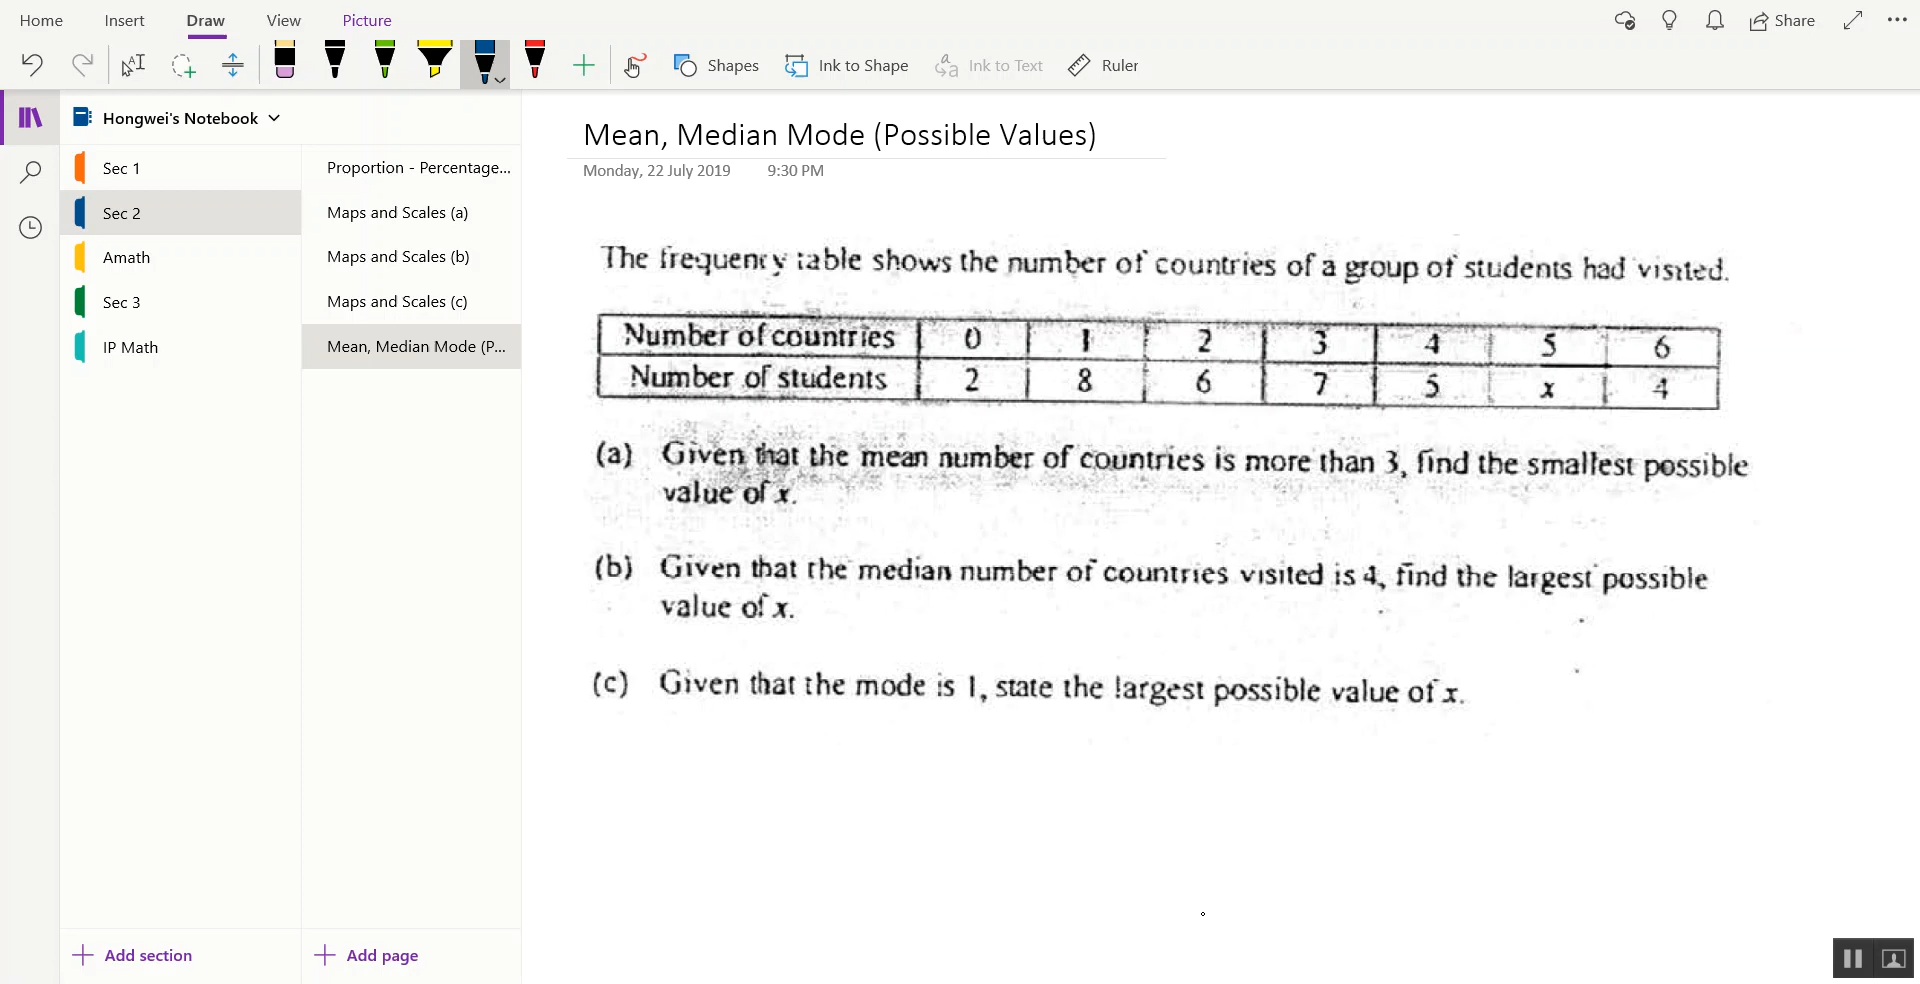 Home Insert Draw View Picture
Share
Shapes Ink to Shape Ink to Text Ruler
Hongwei's Notebook
Sec 1
Sec 2
Amath
Sec 3
IP Math
Add section
Proportion - Percentage...
Maps and Scales (a)
Maps and Scales (b)
Maps and Scales (c)
Mean, Median Mode (P...
Add page
Mean, Median Mode (Possible Values)
Monday, 22 July 2019 9:30 PM
The frequency table shows the number of countries of a group of students had visited.
Number of countries 0 1 2 3 4 5 6
Number of students 2 8 6 7 5 x 4
(a) Given that the mean number of countries is more than 3, find the smallest possible
value of x.
(b) Given that the median number of countries visited is 4, find the largest possible
value of x.
(c) Given that the mode is 1, state the largest possible value of x.